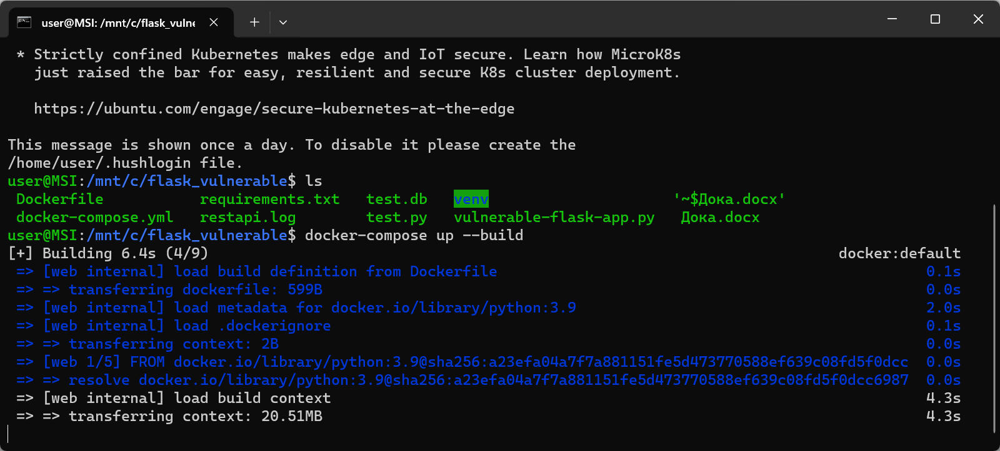 user@MSI: /mnt/c/flask_vulne
* Strictly confined Kubernetes makes edge and IoT secure. Learn how MicroK8s
just raised the bar for easy, resilient and secure K8s cluster deployment.
https://ubuntu.com/engage/secure-kubernetes-at-the-edge
This message is shown once a day. To disable it please create the
/home/user/.hushlogin file.
user@MSI:/mnt/c/flask_vulnerable$ ls
Dockerfile requirements.txt test.db venv '~$Дока.docx'
docker-compose.yml restapi.log test.py vulnerable-flask-app.py Дока.docx
user@MSI:/mnt/c/flask_vulnerable$ docker-compose up --build
[+] Building 6.4s (4/9) docker:default
=> [web internal] load build definition from Dockerfile 0.1s
=> => transferring dockerfile: 599B 0.0s
=> [web internal] load metadata for docker.io/library/python:3.9 2.0s
=> [web internal] load .dockerignore 0.1s
=> => transferring context: 2B 0.0s
=> [web 1/5] FROM docker.io/library/python:3.9@sha256:a23efa04a7f7a881151fe5d473770588ef639c08fd5f0dcc 0.0s
=> => resolve docker.io/library/python:3.9@sha256:a23efa04a7f7a881151fe5d473770588ef639c08fd5f0dcc6987 0.0s
=> [web internal] load build context 4.3s
=> => transferring context: 20.51MB 4.3s